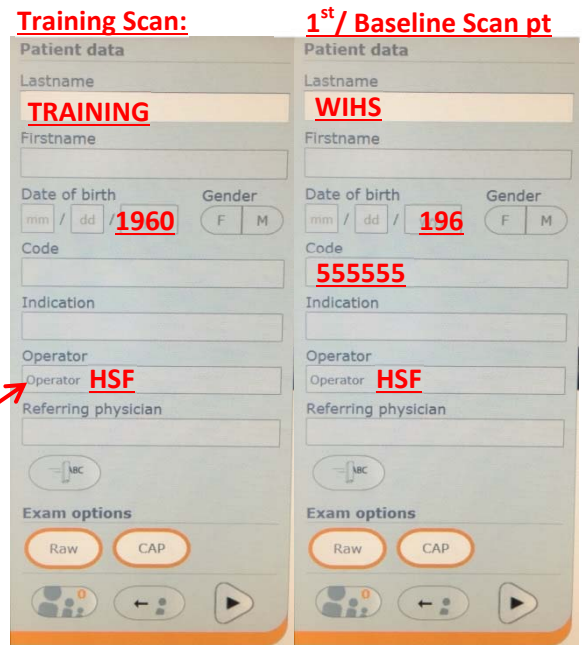 Training Scan:
Patient data
Lastname
TRAINING
Firstname
Date of birth Gender
mm / dd / 1960 F M
Code
Indication
Operator
Operator HSF
Referring physician
ABC
Exam options
Raw CAP
0
1st/ Baseline Scan pt
Patient data
Lastname
WIHS
Firstname
Date of birth Gender
mm / dd / 196 F M
Code
555555
Indication
Operator
Operator HSF
Referring physician
ABC
Exam options
Raw CAP
0